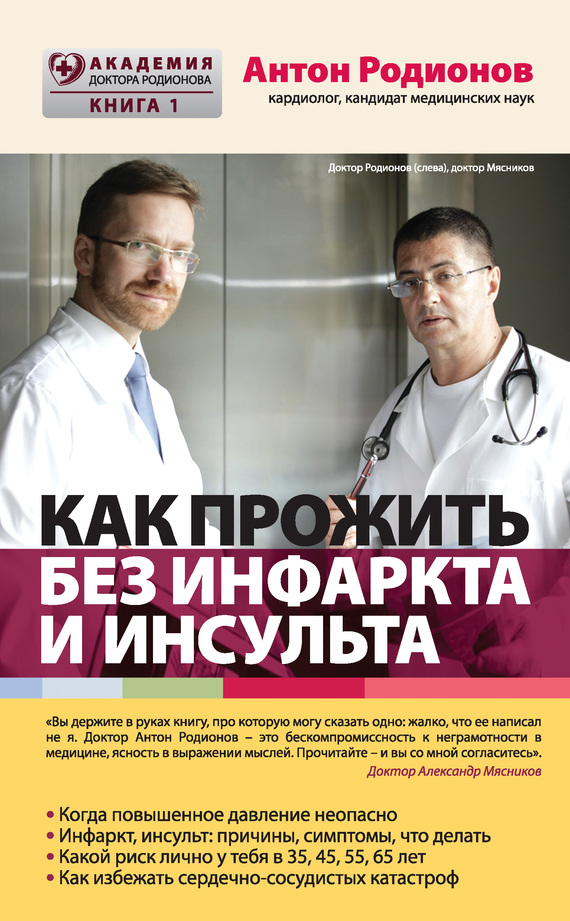 АКАДЕМИЯ
ДОКТОРА РОДИОНОВА
КНИГА 1
Антон Родионов
кардиолог, кандидат медицинских наук
Доктор Родионов (слева), доктор Мясников
КАК ПРОЖИТЬ
БЕЗ ИНФАРКТА
И ИНСУЛЬТА
«Вы держите в руках книгу, про которую могу сказать одно: жалко, что ее написал
не я. Доктор Антон Родионов – это бескомпромиссность к неграмотности в
медицине, ясность в выражении мыслей. Прочитайте – и вы со мной согласитесь».
Доктор Александр Мясников
• Когда повышенное давление неопасно
• Инфаркт, инсульт: причины, симптомы, что делать
• Какой риск лично у тебя в 35, 45, 55, 65 лет
• Как избежать сердечно-сосудистых катастроф